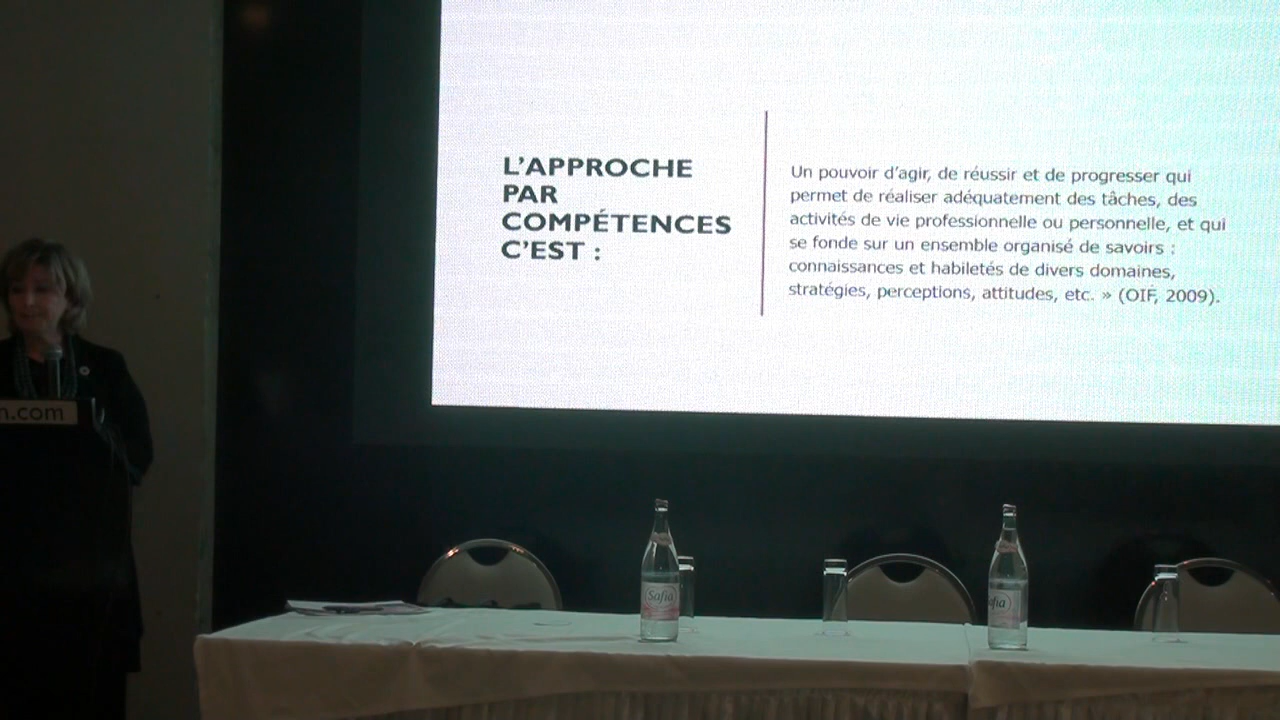 L'APPROCHE
PAR
COMPÉTENCES
C'EST :
Un pouvoir d'agir, de réussir et de progresser qui
permet de réaliser adéquatement des tâches, des
activités de vie professionnelle ou personnelle, et qui
se fonde sur un ensemble organisé de savoirs :
connaissances et habiletés de divers domaines,
stratégies, perceptions, attitudes, etc. » (OIF, 2009).
n.com
Safia
afia